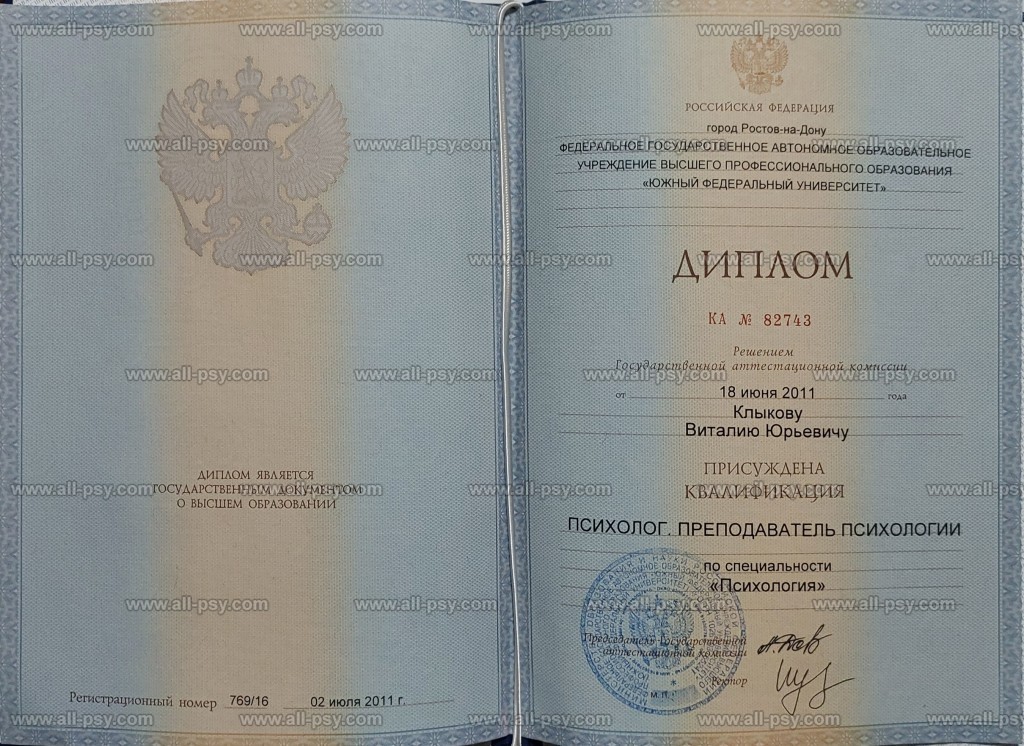 ДИПЛОМ ЯВЛЯЕТСЯ
ГОСУДАРСТВЕННЫМ ДОКУМЕНТОМ
О ВЫСШЕМ ОБРАЗОВАНИИ
Регистрационный номер 769/16 02 июля 2011 г.
РОССИЙСКАЯ ФЕДЕРАЦИЯ
город Ростов-на-Дону
ФЕДЕРАЛЬНОЕ ГОСУДАРСТВЕННОЕ АВТОНОМНОЕ ОБРАЗОВАТЕЛЬНОЕ
УЧРЕЖДЕНИЕ ВЫСШЕГО ПРОФЕССИОНАЛЬНОГО ОБРАЗОВАНИЯ
«ЮЖНЫЙ ФЕДЕРАЛЬНЫЙ УНИВЕРСИТЕТ»
ДИПЛОМ
КА № 82743
Решением
Государственной аттестационной комиссии
от 18 июня 2011 года
Клыкову
Виталию Юрьевичу
ПРИСУЖДЕНА
КВАЛИФИКАЦИЯ
ПСИХОЛОГ. ПРЕПОДАВАТЕЛЬ ПСИХОЛОГИИ
по специальности
«Психология»
Председатель Государственной
аттестационной комиссии
Ректор
М.П.
www.all-psy.com